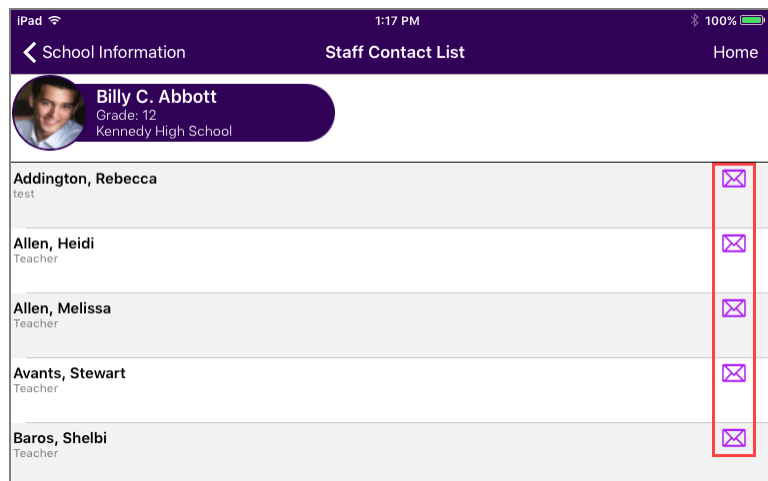 iPad 1:17 PM 100%
School Information Staff Contact List Home
Billy C. Abbott
Grade: 12
Kennedy High School
Addington, Rebecca
test
Allen, Heidi
Teacher
Allen, Melissa
Teacher
Avants, Stewart
Teacher
Baros, Shelbi
Teacher